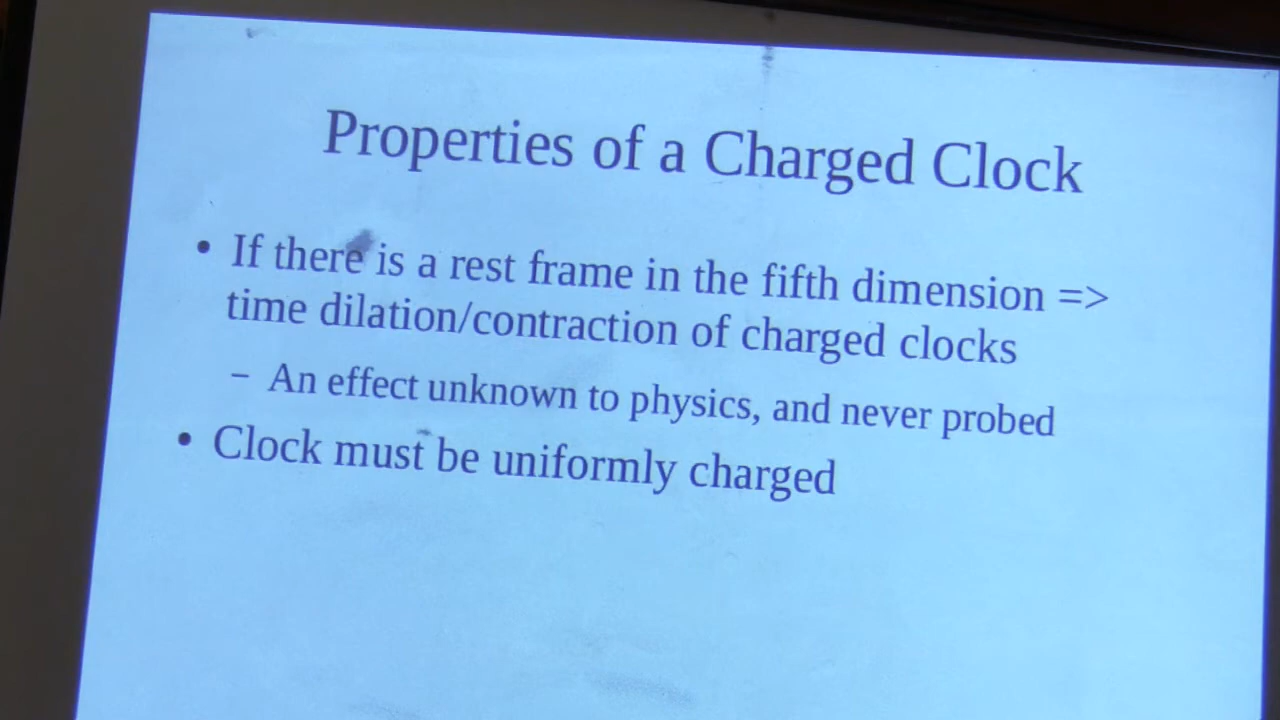 Properties of a Charged Clock
• If there is a rest frame in the fifth dimension =>
time dilation/contraction of charged clocks
– An effect unknown to physics, and never probed
• Clock must be uniformly charged